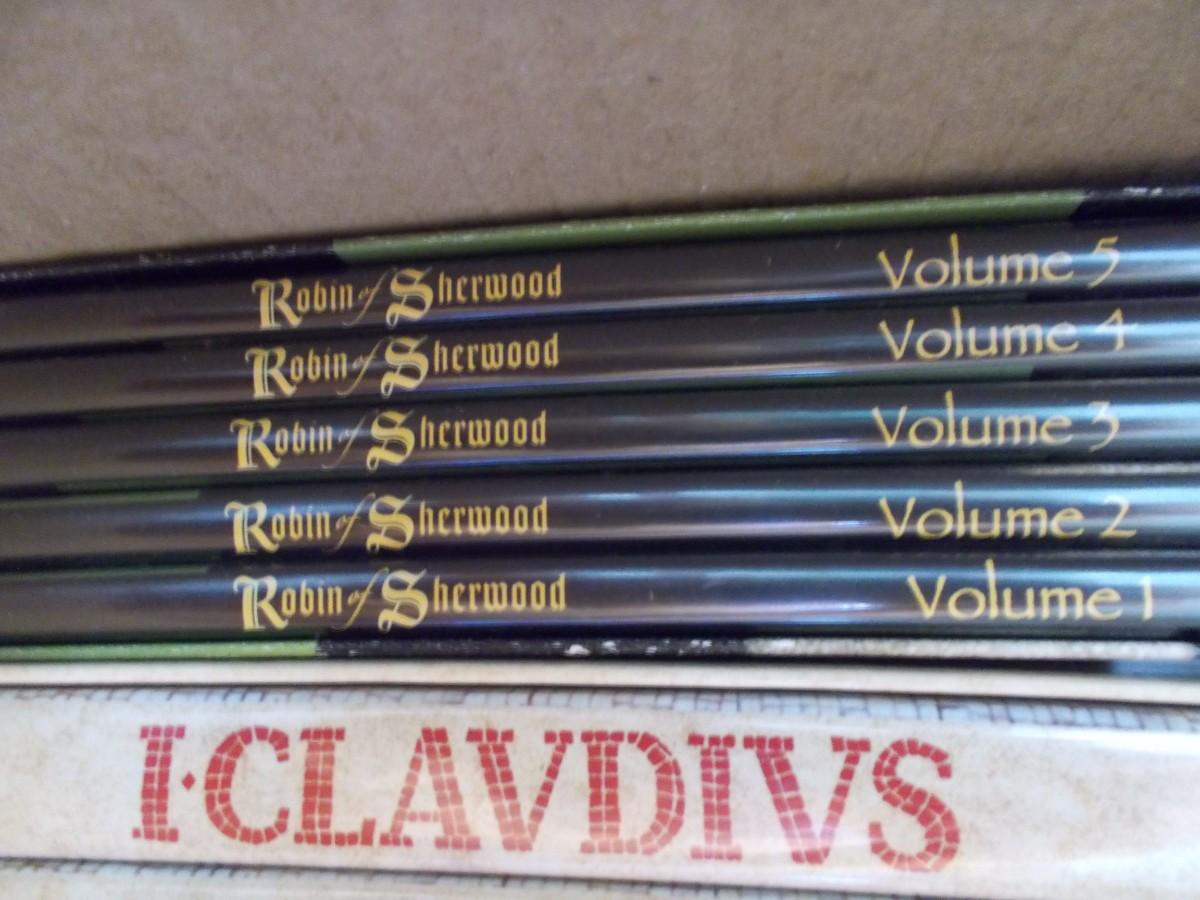 Robin of Sherwood Volume 5
Robin of Sherwood Volume 4
Robin of Sherwood Volume 3
Robin of Sherwood Volume 2
Robin of Sherwood Volume 1
I·CLAVDIVS